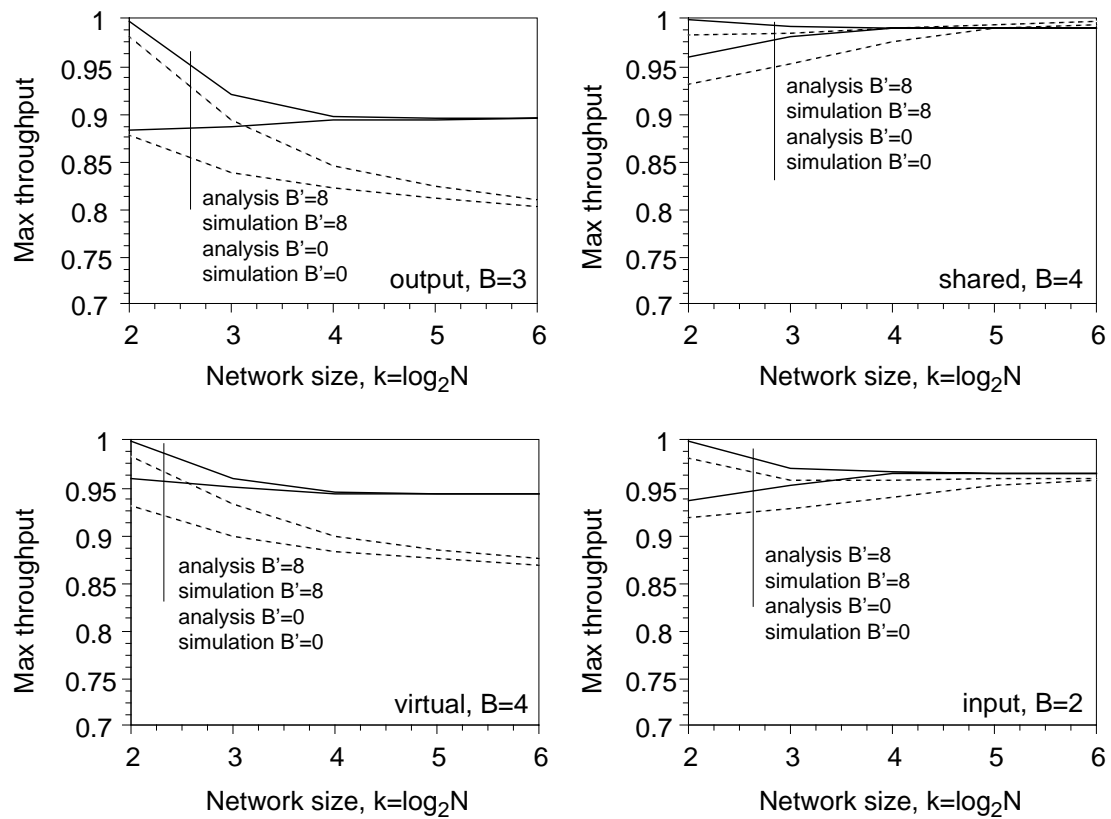 Max throughput
1
0.95
0.9
0.85
0.8
0.75
0.7
analysis B'=8
simulation B'=8
analysis B'=0
simulation B'=0
output, B=3
2 3 4 5 6
Network size, k=log₂N
Max throughput
1
0.95
0.9
0.85
0.8
0.75
0.7
analysis B'=8
simulation B'=8
analysis B'=0
simulation B'=0
shared, B=4
2 3 4 5 6
Network size, k=log₂N
Max throughput
1
0.95
0.9
0.85
0.8
0.75
0.7
analysis B'=8
simulation B'=8
analysis B'=0
simulation B'=0
virtual, B=4
2 3 4 5 6
Network size, k=log₂N
Max throughput
1
0.95
0.9
0.85
0.8
0.75
0.7
analysis B'=8
simulation B'=8
analysis B'=0
simulation B'=0
input, B=2
2 3 4 5 6
Network size, k=log₂N